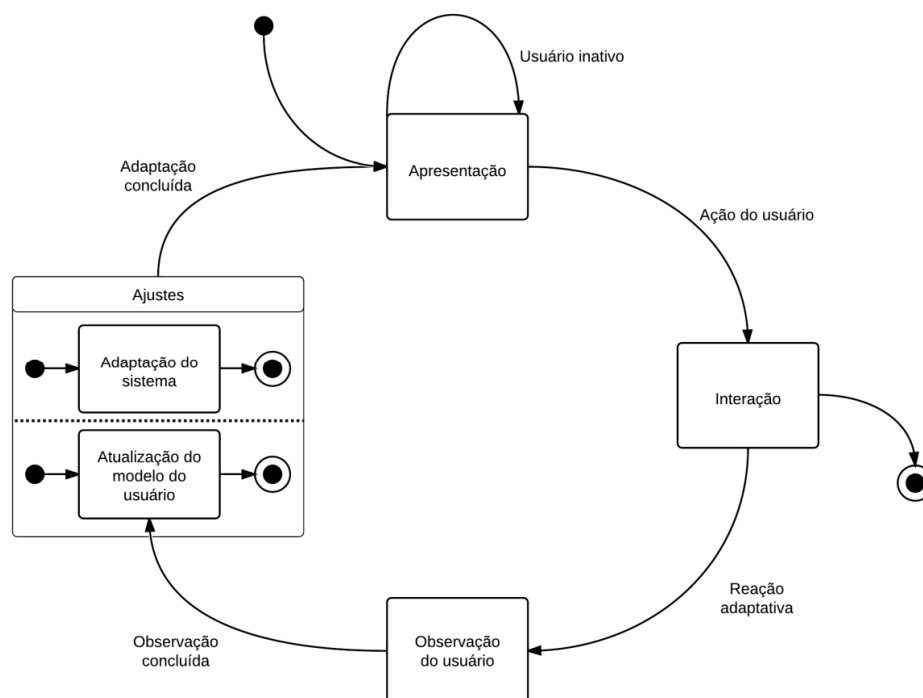 Usuário inativo
Adaptação
concluída
Apresentação
Ação do usuário
Ajustes
Adaptação do
sistema
Interação
Atualização do
modelo do
usuário
Reação
adaptativa
Observação
concluída
Observação
do usuário